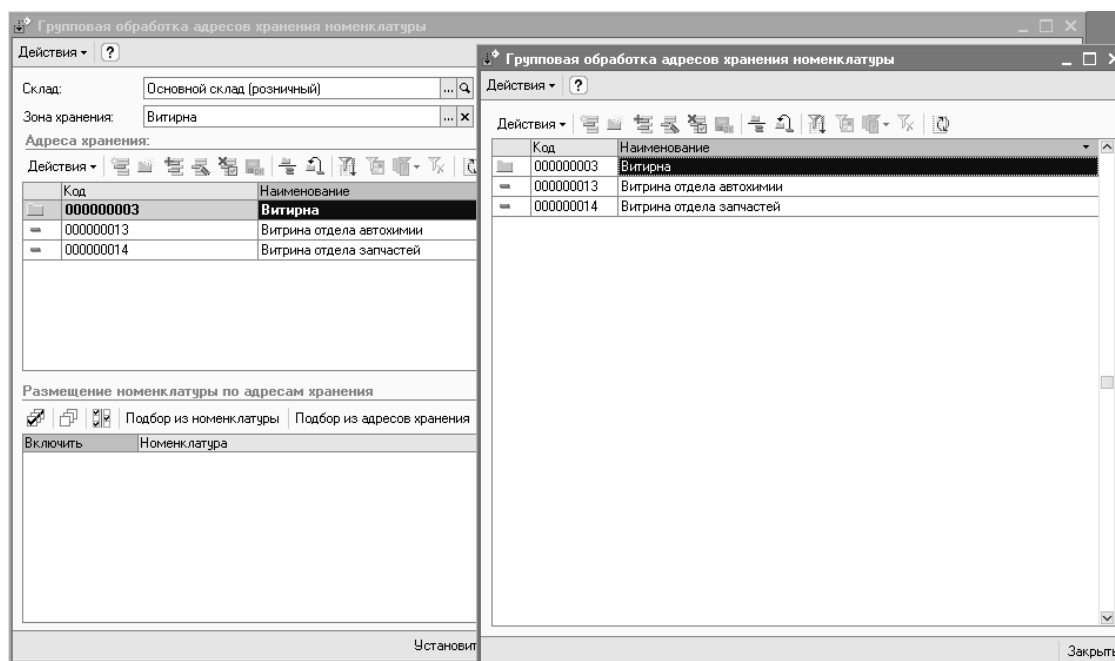 Групповая обработка адресов хранения номенклатуры
Действия ?
Склад: Основной склад (розничный) ...
Зона хранения: Витирна ... ×
Адреса хранения:
Действия
Код Наименование
000000003 Витирна
000000013 Витрина отдела автохимии
000000014 Витрина отдела запчастей
Размещение номенклатуры по адресам хранения
Подбор из номенклатуры Подбор из адресов хранения
Включить Номенклатура
Установит
Групповая обработка адресов хранения номенклатуры
Действия ?
Действия
Код Наименование
000000003 Витирна
000000013 Витрина отдела автохимии
000000014 Витрина отдела запчастей
Закрыть